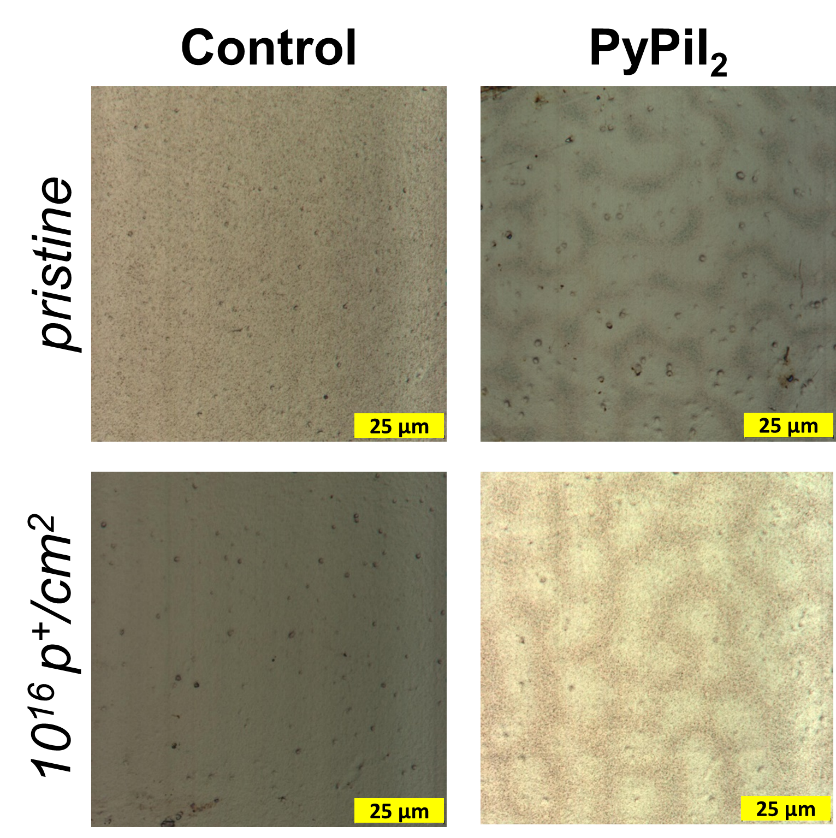 Control
PyPiI₂
pristine
25 μm
25 μm
10¹⁶ p⁺/cm²
25 μm
25 μm